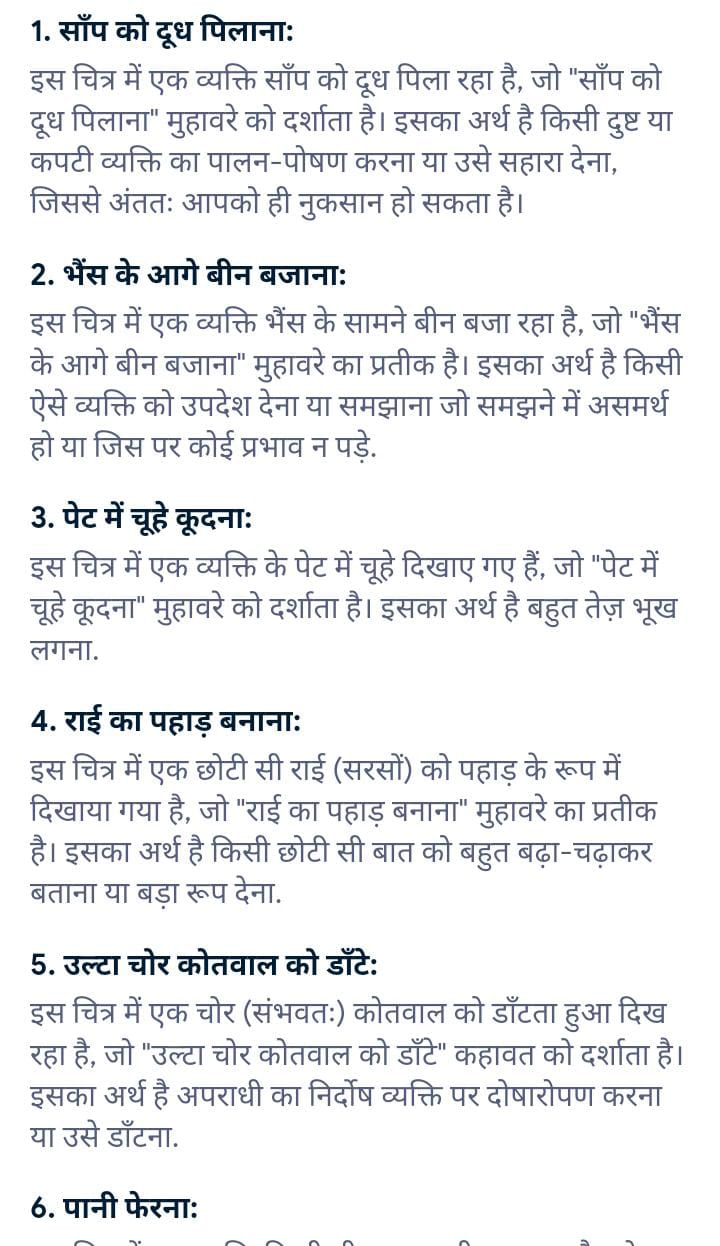 1. साँप को दूध पिलाना:
इस चित्र में एक व्यक्ति साँप को दूध पिला रहा है, जो "साँप को
दूध पिलाना" मुहावरे को दर्शाता है। इसका अर्थ है किसी दुष्ट या
कपटी व्यक्ति का पालन-पोषण करना या उसे सहारा देना,
जिससे अंततः आपको ही नुकसान हो सकता है।
2. भैंस के आगे बीन बजाना:
इस चित्र में एक व्यक्ति भैंस के सामने बीन बजा रहा है, जो "भैंस
के आगे बीन बजाना" मुहावरे का प्रतीक है। इसका अर्थ है किसी
ऐसे व्यक्ति को उपदेश देना या समझाना जो समझने में असमर्थ
हो या जिस पर कोई प्रभाव न पड़े.
3. पेट में चूहे कूदना:
इस चित्र में एक व्यक्ति के पेट में चूहे दिखाए गए हैं, जो "पेट में
चूहे कूदना" मुहावरे को दर्शाता है। इसका अर्थ है बहुत तेज़ भूख
लगना.
4. राई का पहाड़ बनाना:
इस चित्र में एक छोटी सी राई (सरसों) को पहाड़ के रूप में
दिखाया गया है, जो "राई का पहाड़ बनाना" मुहावरे का प्रतीक
है। इसका अर्थ है किसी छोटी सी बात को बहुत बढ़ा-चढ़ाकर
बताना या बड़ा रूप देना.
5. उल्टा चोर कोतवाल को डाँटे:
इस चित्र में एक चोर (संभवतः) कोतवाल को डाँटता हुआ दिख
रहा है, जो "उल्टा चोर कोतवाल को डाँटे" कहावत को दर्शाता है।
इसका अर्थ है अपराधी का निर्दोष व्यक्ति पर दोषारोपण करना
या उसे डाँटना.
6. पानी फेरना: